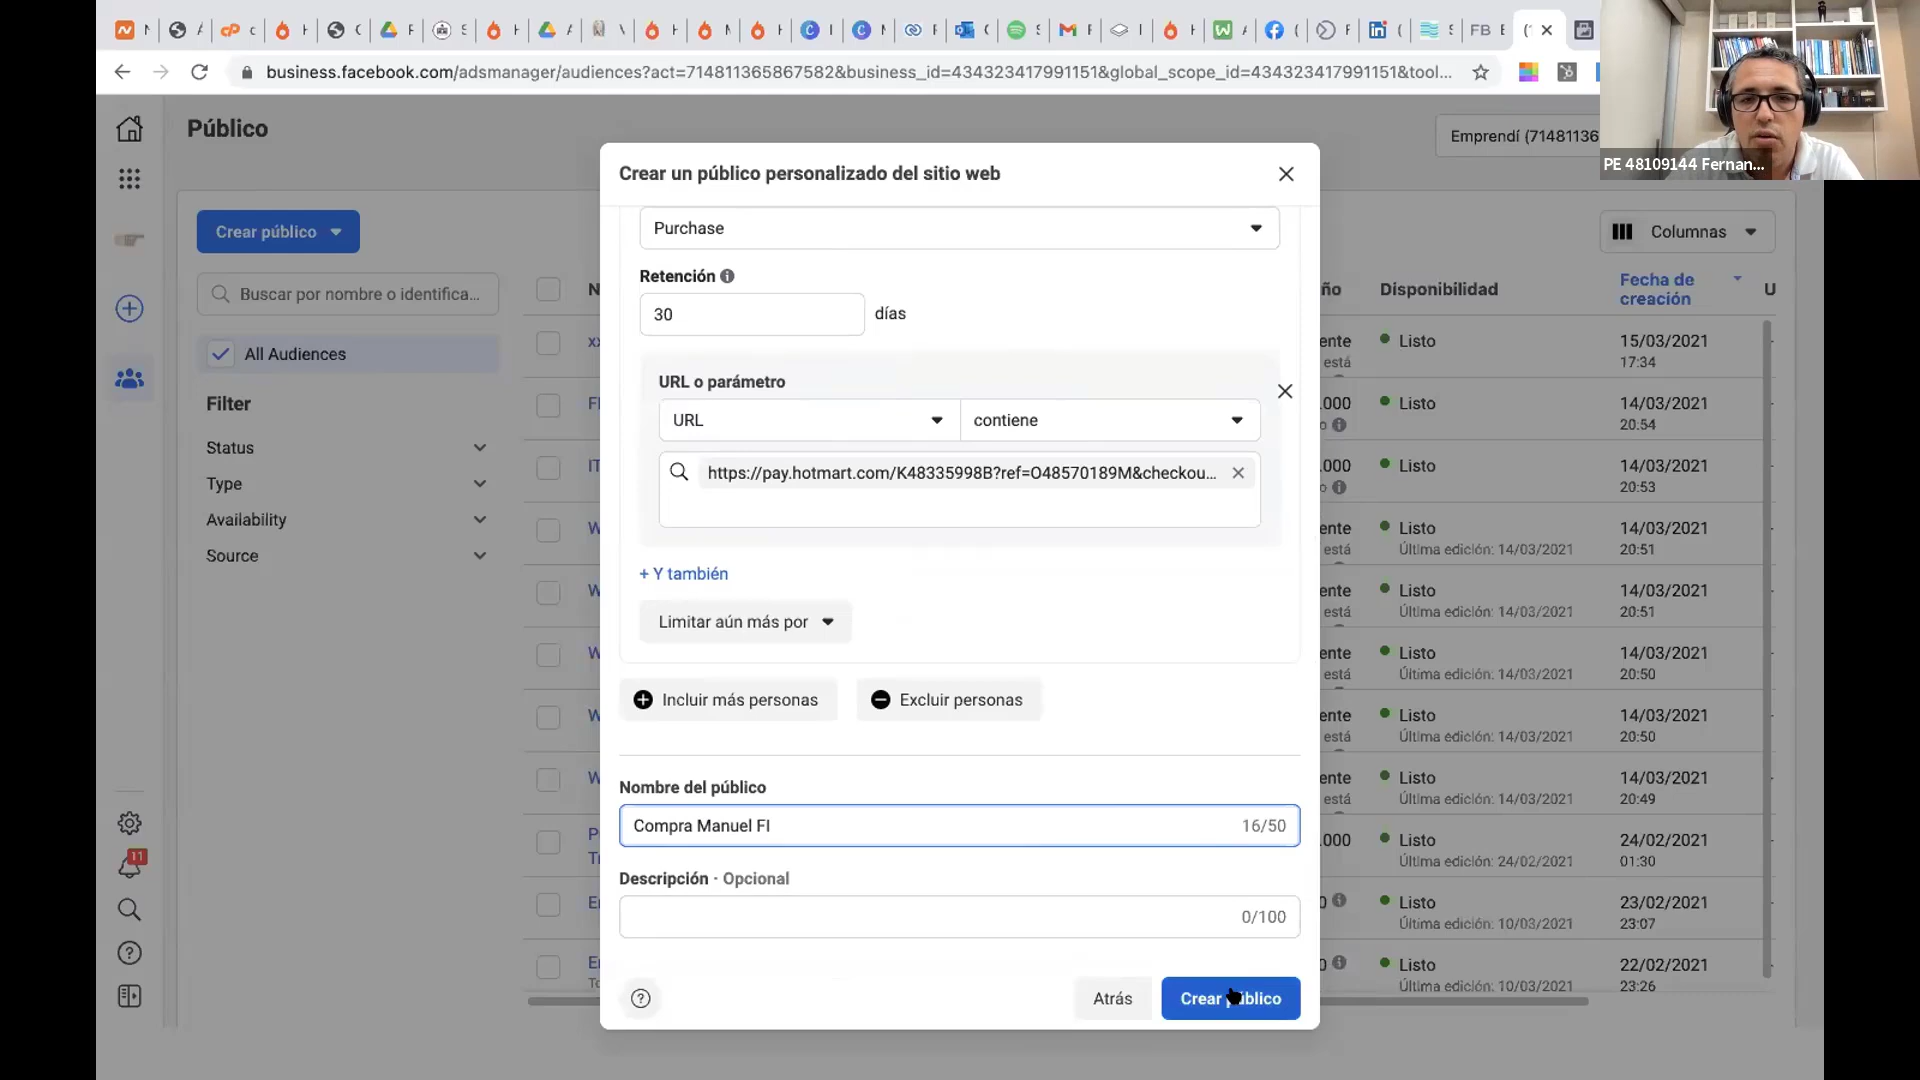 business.facebook.com/adsmanager/audiences?act=714811365867582&business_id=434323417991151&global_scope_id=434323417991151&tool...
Público
Emprendí (71481136
PE 48109144 Fernan...
Crear público
Columnas
Buscar por nombre o identifica...
All Audiences
Filter
Status
Type
Availability
Source
11
Crear un público personalizado del sitio web
Purchase
Retención
30 días
URL o parámetro
URL contiene
https://pay.hotmart.com/K48335998B?ref=O48570189M&checkou...
+ Y también
Limitar aún más por
Incluir más personas Excluir personas
Nombre del público
Compra Manuel FI 16/50
Descripción · Opcional
0/100
Atrás Crear público
Disponibilidad Fecha de
creación
Listo 15/03/2021
17:34
Listo 14/03/2021
20:54
Listo 14/03/2021
20:53
Listo 14/03/2021
Última edición: 14/03/2021 20:51
Listo 14/03/2021
Última edición: 14/03/2021 20:51
Listo 14/03/2021
Última edición: 14/03/2021 20:50
Listo 14/03/2021
Última edición: 14/03/2021 20:50
Listo 14/03/2021
Última edición: 14/03/2021 20:49
Listo 24/02/2021
Última edición: 24/02/2021 01:30
Listo 23/02/2021
Última edición: 10/03/2021 23:07
Listo 22/02/2021
Última edición: 10/03/2021 23:26